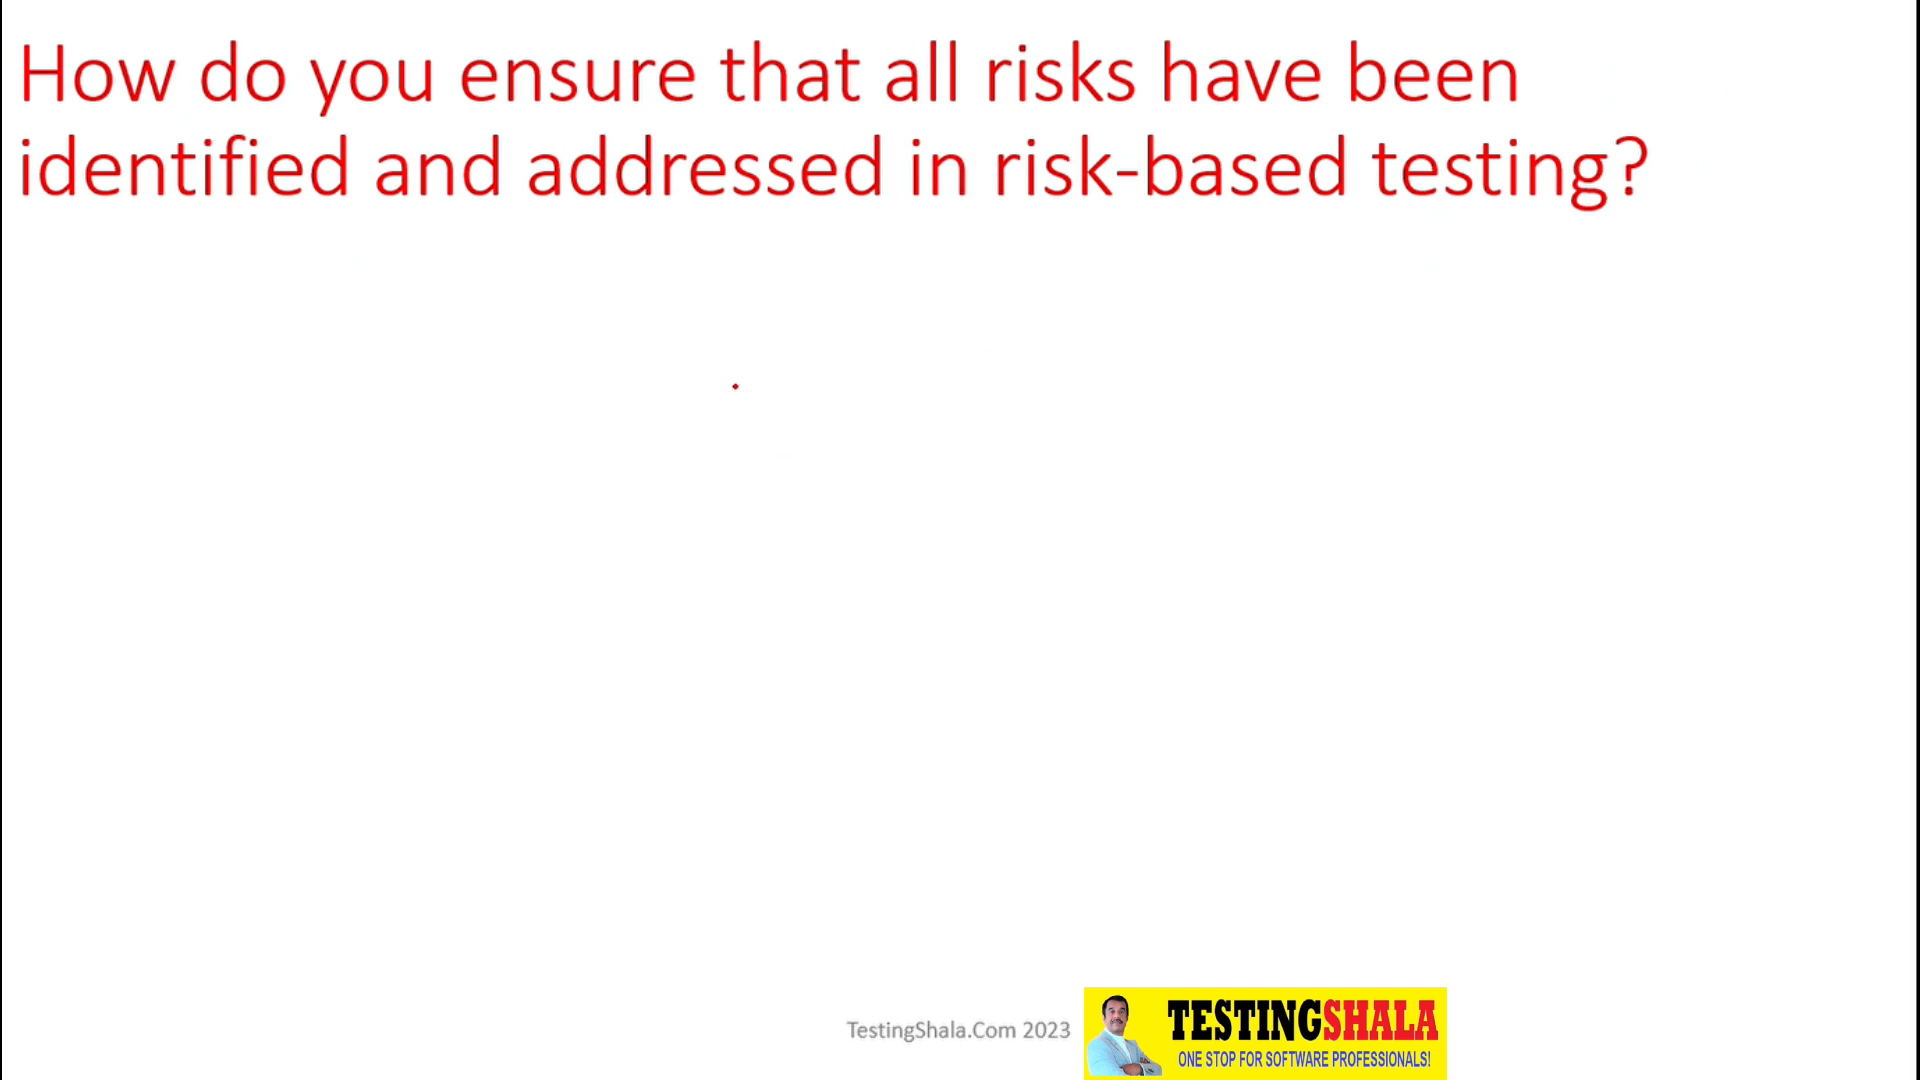 How do you ensure that all risks have been
identified and addressed in risk-based testing?
TestingShala.Com 2023
TESTINGSHALA
ONE STOP FOR SOFTWARE PROFESSIONALS!